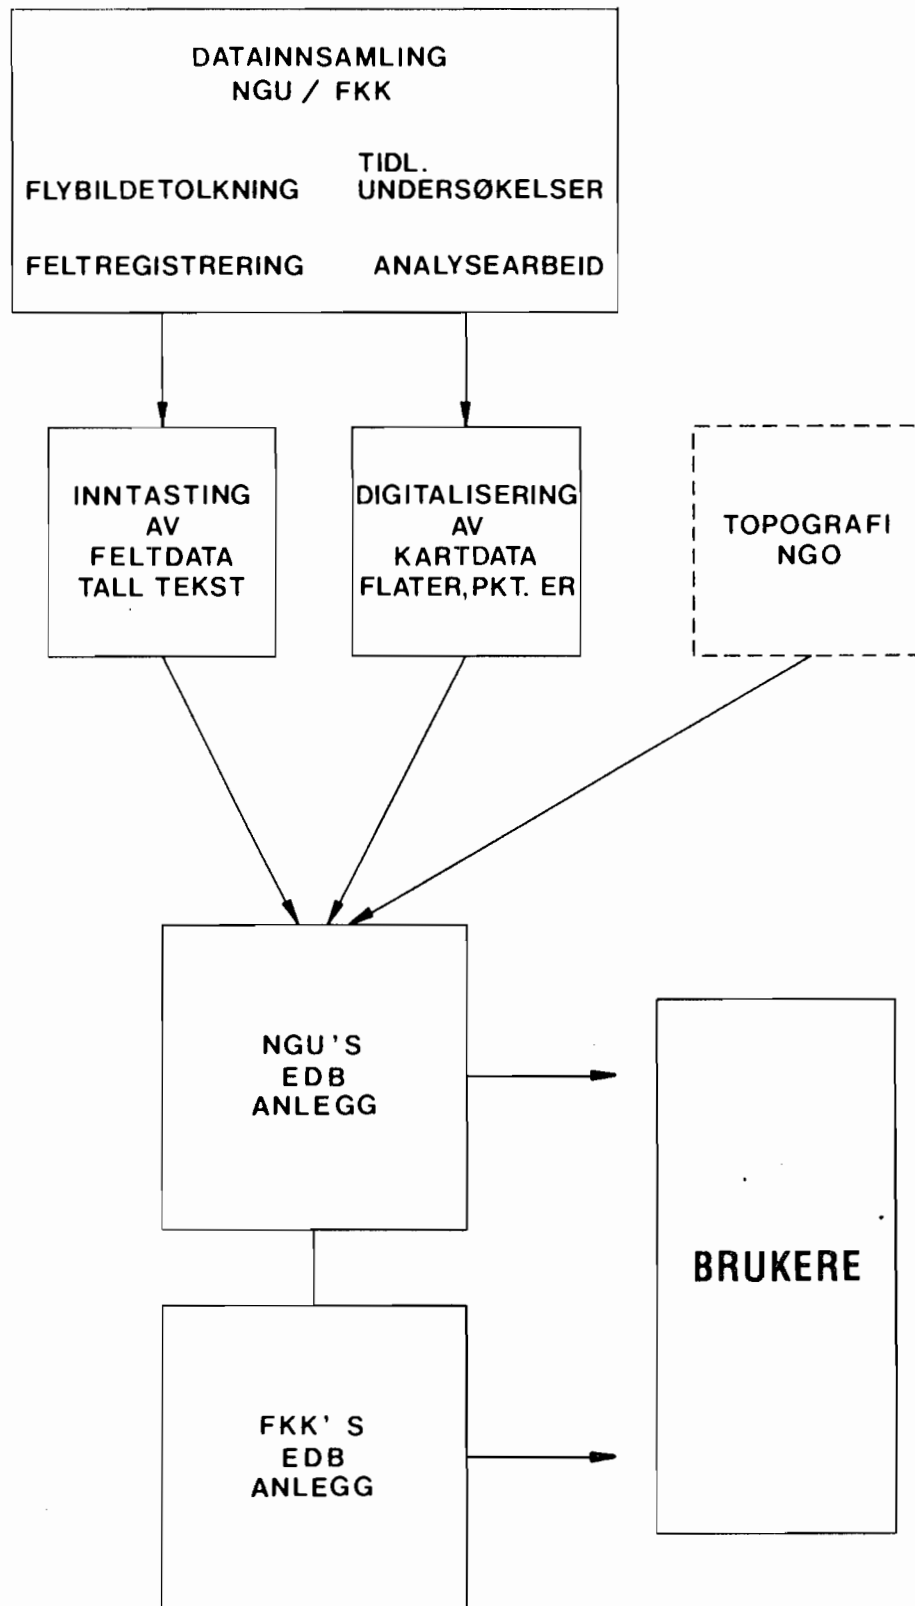 DATAINNSAMLING
NGU / FKK
FLYBILDETOLKNING
TIDL.
UNDERSØKELSER
FELTREGISTRERING
ANALYSEARBEID
INNTASTING
AV
FELTDATA
TALL TEKST
DIGITALISERING
AV
KARTDATA
FLATER, PKT. ER
TOPOGRAFI
NGO
NGU'S
EDB
ANLEGG
BRUKERE
FKK' S
EDB
ANLEGG